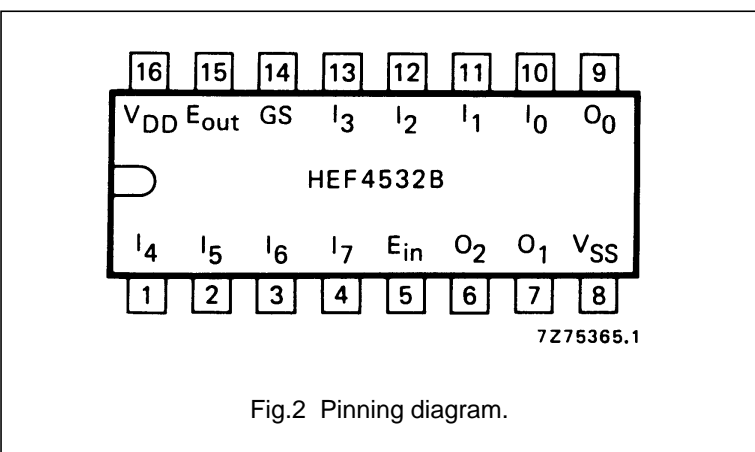 16 15 14 13 12 11 10 9
VDD Eout GS I3 I2 I1 I0 O0
HEF4532B
I4 I5 I6 I7 Ein O2 O1 VSS
1 2 3 4 5 6 7 8
7Z75365.1
Fig.2 Pinning diagram.